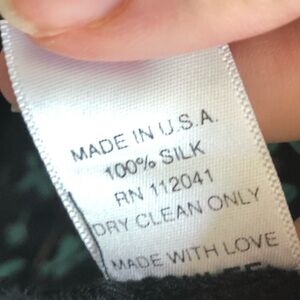 MADE IN U.S.A.
100% SILK
RN 112041
DRY CLEAN ONLY
MADE WITH LOVE